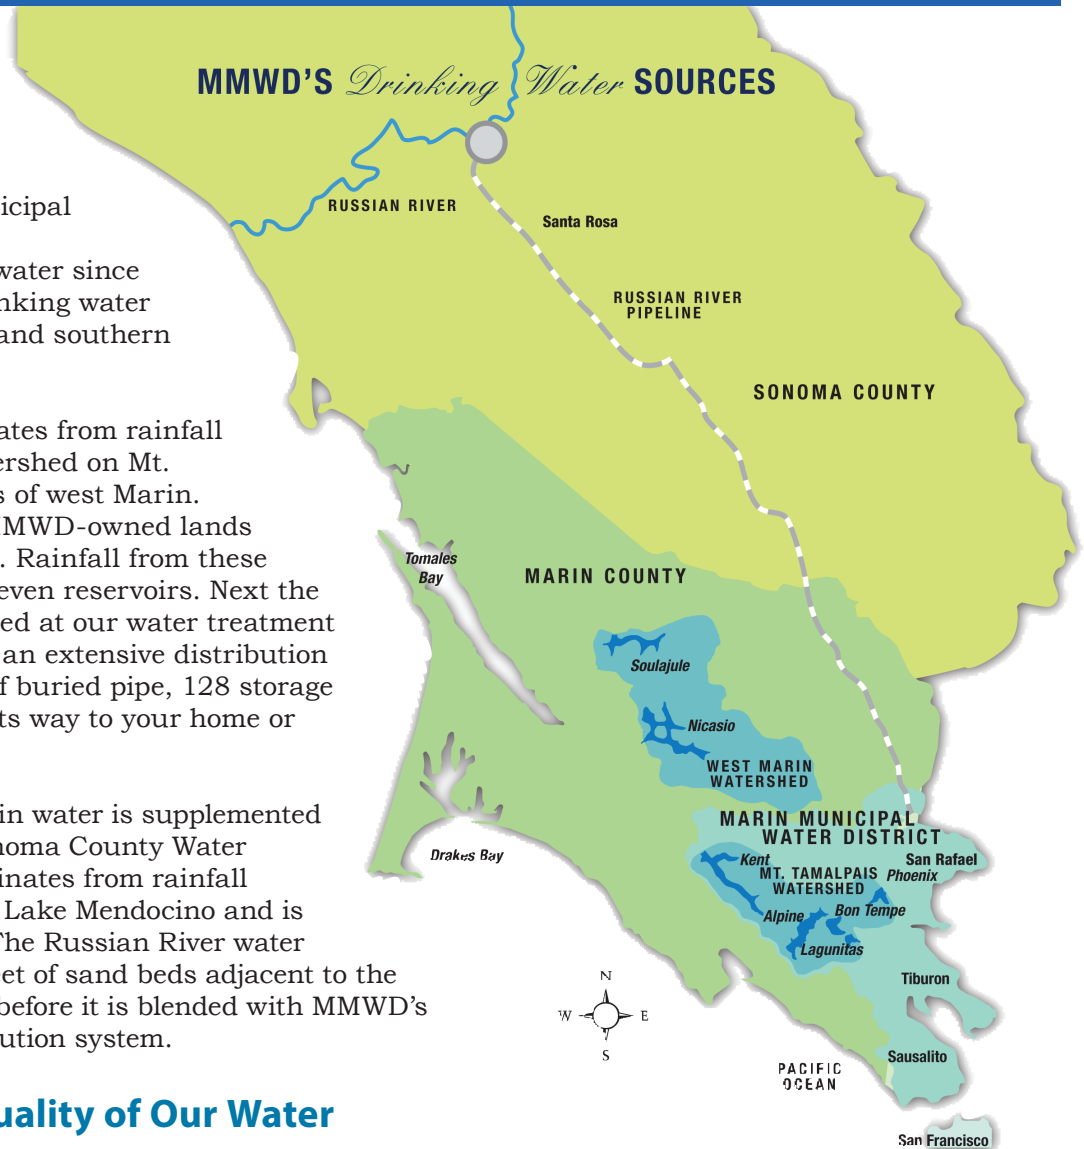 MMWD'S Drinking Water SOURCES
icipal
water since
nking water
and southern
ates from rainfall
ershed on Mt.
s of west Marin.
MMWD-owned lands
. Rainfall from these
even reservoirs. Next the
ed at our water treatment
an extensive distribution
f buried pipe, 128 storage
ts way to your home or
in water is supplemented
noma County Water
inates from rainfall
Lake Mendocino and is
The Russian River water
eet of sand beds adjacent to the
before it is blended with MMWD's
ution system.
uality of Our Water
RUSSIAN RIVER
Santa Rosa
RUSSIAN RIVER
PIPELINE
SONOMA COUNTY
Tomales
Bay
MARIN COUNTY
Soulajule
Nicasio
WEST MARIN
WATERSHED
MARIN MUNICIPAL
WATER DISTRICT
Drakes Bay
Kent
San Rafael
MT. TAMALPAIS
WATERSHED
Phoenix
Alpine
Bon Tempe
Lagunitas
Tiburon
N
W E
S
Sausalito
PACIFIC
OCEAN
San Francisco